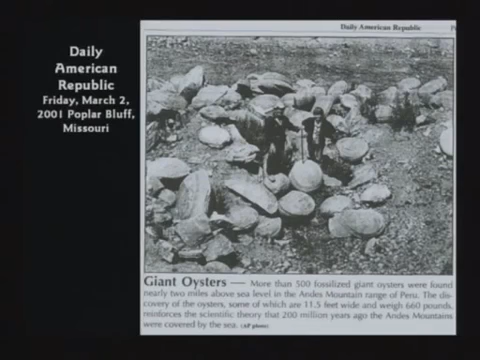 Daily
American
Republic
Friday, March 2,
2001 Poplar Bluff,
Missouri
Daily American Republic
Giant Oysters — More than 500 fossilized giant oysters were found
nearly two miles above sea level in the Andes Mountain range of Peru. The dis-
covery of the oysters, some of which are 11.5 feet wide and weigh 660 pounds,
reinforces the scientific theory that 200 million years ago the Andes Mountains
were covered by the sea. (AP photo)